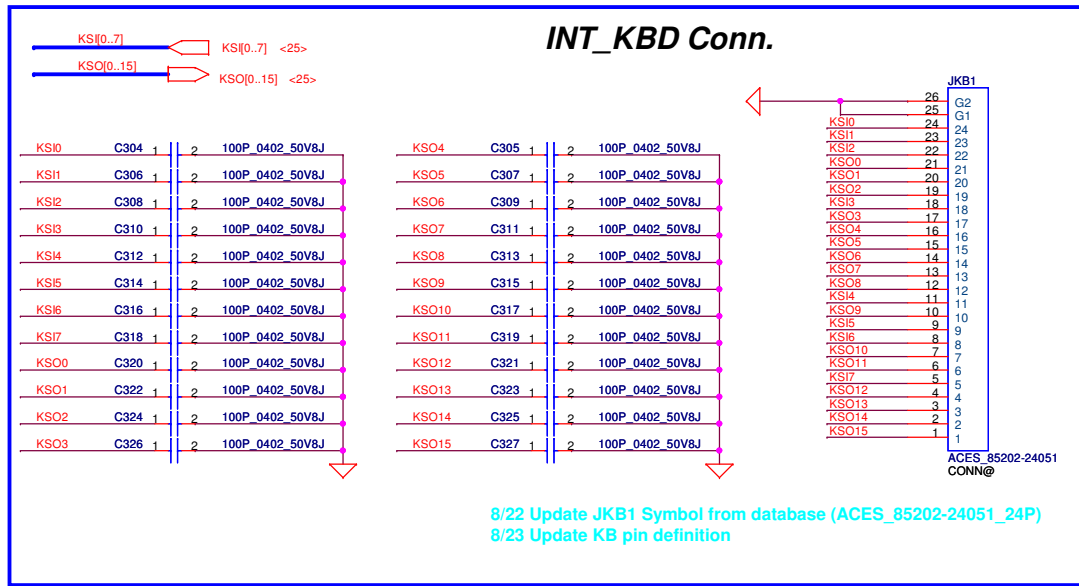 INT_KBD Conn.
KSI[0..7]
KSI[0..7] <25>
KSO[0..15]
KSO[0..15] <25>
KSI0 C304 1 2 100P_0402_50V8J
KSI1 C306 1 2 100P_0402_50V8J
KSI2 C308 1 2 100P_0402_50V8J
KSI3 C310 1 2 100P_0402_50V8J
KSI4 C312 1 2 100P_0402_50V8J
KSI5 C314 1 2 100P_0402_50V8J
KSI6 C316 1 2 100P_0402_50V8J
KSI7 C318 1 2 100P_0402_50V8J
KSO0 C320 1 2 100P_0402_50V8J
KSO1 C322 1 2 100P_0402_50V8J
KSO2 C324 1 2 100P_0402_50V8J
KSO3 C326 1 2 100P_0402_50V8J
KSO4 C305 1 2 100P_0402_50V8J
KSO5 C307 1 2 100P_0402_50V8J
KSO6 C309 1 2 100P_0402_50V8J
KSO7 C311 1 2 100P_0402_50V8J
KSO8 C313 1 2 100P_0402_50V8J
KSO9 C315 1 2 100P_0402_50V8J
KSO10 C317 1 2 100P_0402_50V8J
KSO11 C319 1 2 100P_0402_50V8J
KSO12 C321 1 2 100P_0402_50V8J
KSO13 C323 1 2 100P_0402_50V8J
KSO14 C325 1 2 100P_0402_50V8J
KSO15 C327 1 2 100P_0402_50V8J
JKB1
26 G2
25 G1
KSI0 24 24
KSI1 23 23
KSI2 22 22
KSO0 21 21
KSO1 20 20
KSO2 19 19
KSI3 18 18
KSO3 17 17
KSO4 16 16
KSO5 15 15
KSO6 14 14
KSO7 13 13
KSO8 12 12
KSI4 11 11
KSO9 10 10
KSI5 9 9
KSI6 8 8
KSO10 7 7
KSO11 6 6
KSI7 5 5
KSO12 4 4
KSO13 3 3
KSO14 2 2
KSO15 1 1
ACES_85202-24051
CONN@
8/22 Update JKB1 Symbol from database (ACES_85202-24051_24P)
8/23 Update KB pin definition